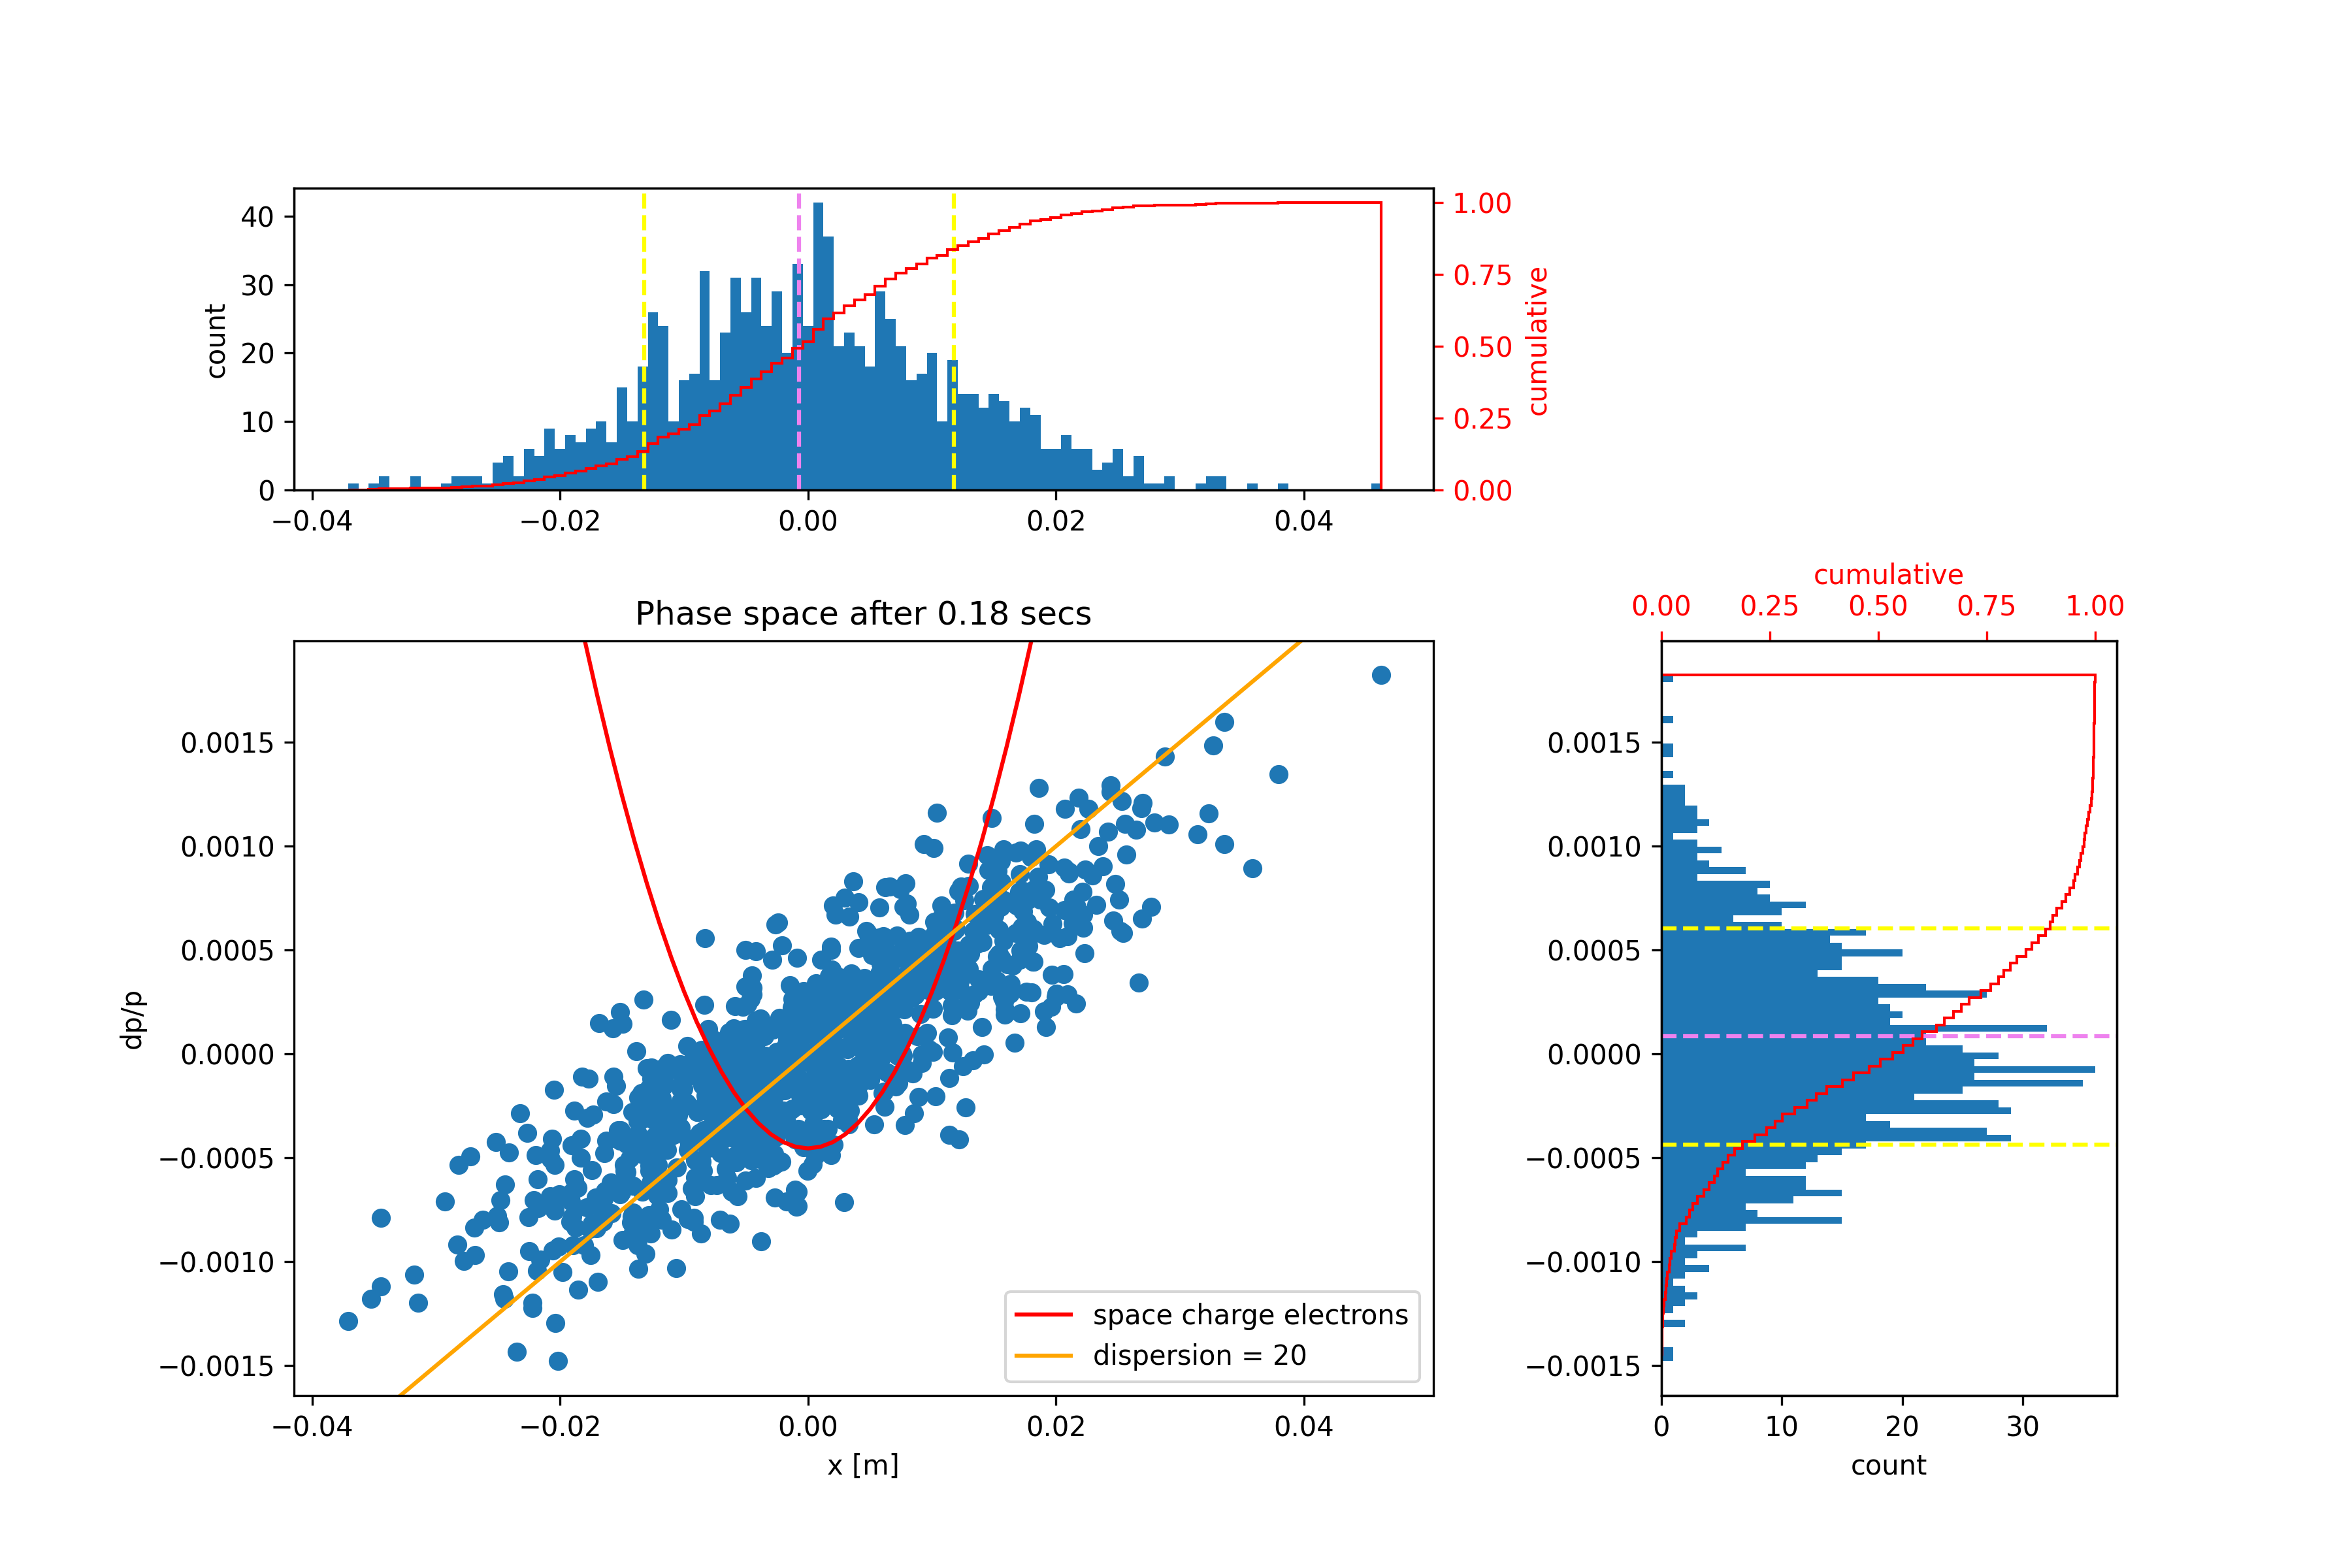 40
30
20
10
0
count
1.00
0.75
0.50
0.25
0.00
cumulative
−0.04 −0.02 0.00 0.02 0.04
Phase space after 0.18 secs
0.0015
0.0010
0.0005
0.0000
−0.0005
−0.0010
−0.0015
dp/p
space charge electrons
dispersion = 20
−0.04 −0.02 0.00 0.02 0.04
x [m]
cumulative
0.00 0.25 0.50 0.75 1.00
0.0015
0.0010
0.0005
0.0000
−0.0005
−0.0010
−0.0015
0 10 20 30
count